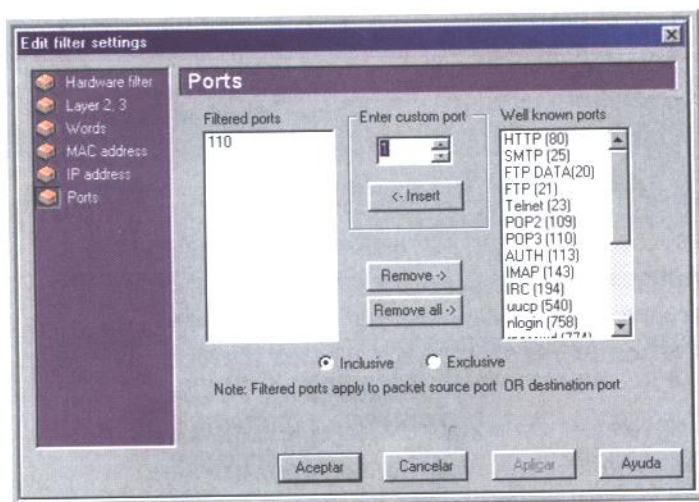 Edit filter settings
Hardware filter
Layer 2, 3
Words
MAC address
IP address
Ports
Ports
Filtered ports
110
Enter custom port
1
<- Insert
Remove ->
Remove all ->
Well known ports
HTTP (80)
SMTP (25)
FTP DATA(20)
FTP (21)
Telnet (23)
POP2 (109)
POP3 (110)
AUTH (113)
IMAP (143)
IRC (194)
uucp (540)
nlogin (758)
Inclusive
Exclusive
Note: Filtered ports apply to packet source port OR destination port
Aceptar
Cancelar
Aplicar
Ayuda